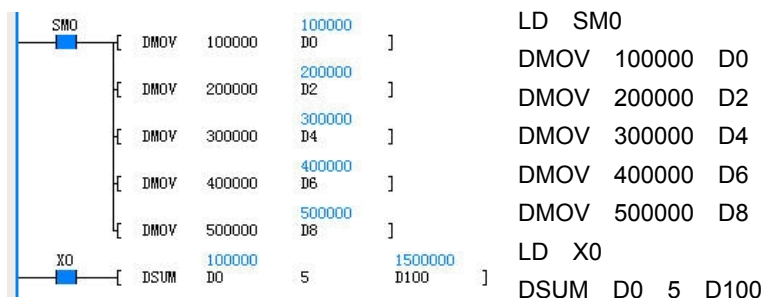 SM0
100000
DMOV 100000 D0
200000
DMOV 200000 D2
300000
DMOV 300000 D4
400000
DMOV 400000 D6
500000
DMOV 500000 D8
X0
100000 1500000
DSUM D0 5 D100
LD SM0
DMOV 100000 D0
DMOV 200000 D2
DMOV 300000 D4
DMOV 400000 D6
DMOV 500000 D8
LD X0
DSUM D0 5 D100